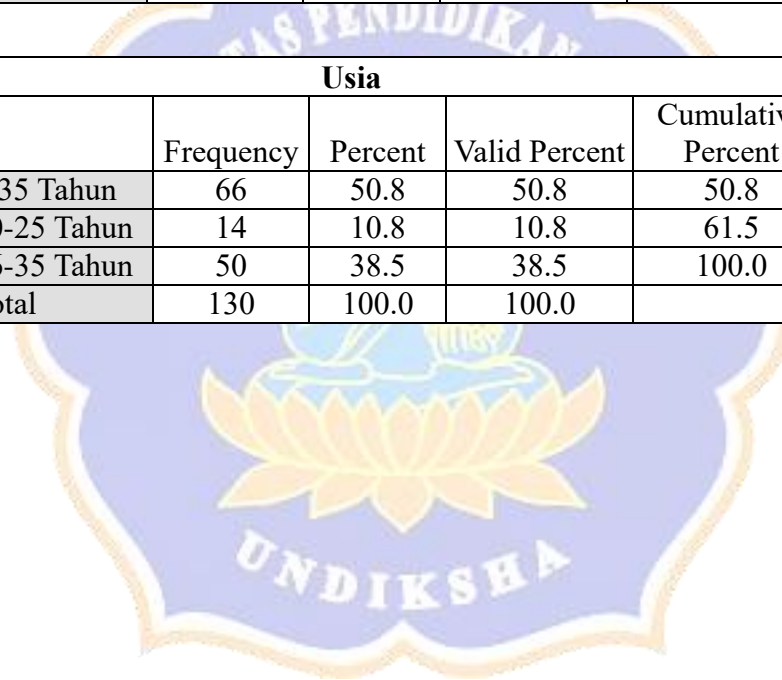 TAS PENDIDIKAN
Usia
Frequency Percent Valid Percent Cumulativ Percent
35 Tahun 66 50.8 50.8 50.8
-25 Tahun 14 10.8 10.8 61.5
-35 Tahun 50 38.5 38.5 100.0
otal 130 100.0 100.0
UNDIKSHA